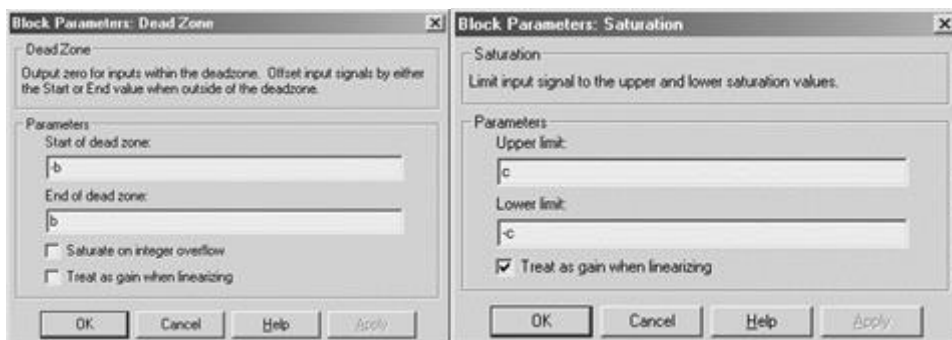 Block Parameters: Dead Zone
Dead Zone
Output zero for inputs within the deadzone. Offset input signals by either
the Start or End value when outside of the deadzone.
Parameters
Start of dead zone:
-b
End of dead zone:
b
Saturate on integer overflow
Treat as gain when linearizing
OK
Cancel
Help
Apply
Block Parameters: Saturation
Saturation
Limit input signal to the upper and lower saturation values.
Parameters
Upper limit:
c
Lower limit:
-c
Treat as gain when linearizing
OK
Cancel
Help
Apply